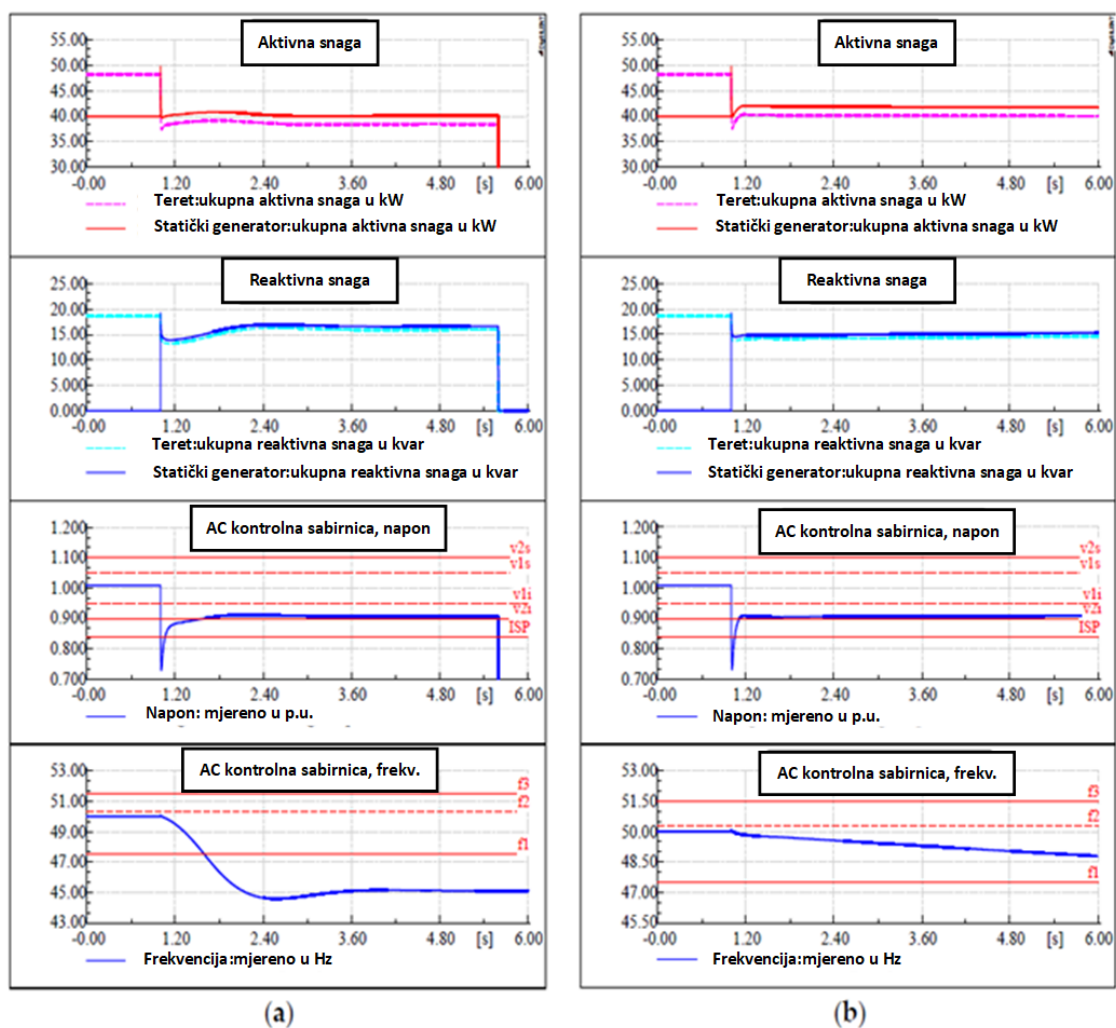 Aktivna snaga
55.00
50.00
45.00
40.00
35.00
30.00
-0.00 1.20 2.40 3.60 4.80 [s] 6.00
Teret:ukupna aktivna snaga u kW
Statički generator:ukupna aktivna snaga u kW
Reaktivna snaga
25.00
20.00
15.00
10.00
5.000
0.000
-0.00 1.20 2.40 3.60 4.80 [s] 6.00
Teret:ukupna reaktivna snaga u kvar
Statički generator:ukupna reaktivna snaga u kvar
AC kontrolna sabirnica, napon
1.200
1.100
1.000
0.900
0.800
0.700
v2s
v1s
v1i
v2i
ISP
-0.00 1.20 2.40 3.60 4.80 [s] 6.00
Napon: mjereno u p.u.
AC kontrolna sabirnica, frekv.
53.00
51.00
49.00
47.00
45.00
43.00
f3
f2
f1
-0.00 1.20 2.40 3.60 4.80 [s] 6.00
Frekvencija:mjereno u Hz
(a)
Aktivna snaga
55.00
50.00
45.00
40.00
35.00
30.00
-0.00 1.20 2.40 3.60 4.80 [s] 6.00
Teret:ukupna aktivna snaga u kW
Statički generator:ukupna aktivna snaga u kW
Reaktivna snaga
25.00
20.00
15.00
10.00
5.000
0.000
-0.00 1.20 2.40 3.60 4.80 [s] 6.00
Teret:ukupna reaktivna snaga u kvar
Statički generator:ukupna reaktivna snaga u kvar
AC kontrolna sabirnica, napon
1.200
1.100
1.000
0.900
0.800
0.700
v2s
v1s
v1i
v2i
ISP
-0.00 1.20 2.40 3.60 4.80 [s] 6.00
Napon: mjereno u p.u.
AC kontrolna sabirnica, frekv.
53.00
51.50
50.00
48.50
47.00
45.50
f3
f2
f1
-0.00 1.20 2.40 3.60 4.80 [s] 6.00
Frekvencija:mjereno u Hz
(b)